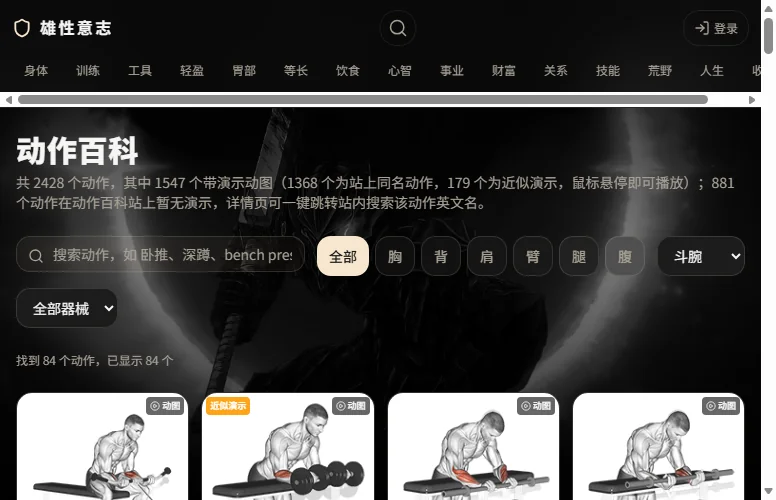 雄性意志
登录
身体 训练 工具 轻盈 胃部 等长 饮食 心智 事业 财富 关系 技能 荒野 人生 收
动作百科
共 2428 个动作，其中 1547 个带演示动图（1368 个为站上同名动作，179 个为近似演示，鼠标悬停即可播放）；881
个动作在动作百科站上暂无演示，详情页可一键跳转站内搜索该动作英文名。
搜索动作，如 卧推、深蹲、bench pres
全部 胸 背 肩 臂 腿 腹 斗腕
全部器械
找到 84 个动作，已显示 84 个
动图 近似演示 动图 动图 动图